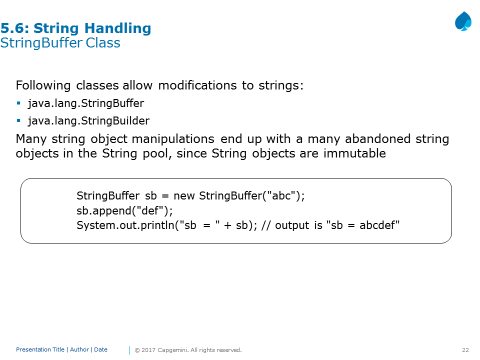 5.6: String Handling
StringBuffer Class
Following classes allow modifications to strings:
▪ java.lang.StringBuffer
▪ java.lang.StringBuilder
Many string object manipulations end up with a many abandoned string
objects in the String pool, since String objects are immutable
StringBuffer sb = new StringBuffer("abc");
sb.append("def");
System.out.println("sb = " + sb); // output is "sb = abcdef"
Presentation Title | Author | Date
© 2017 Capgemini. All rights reserved.
22